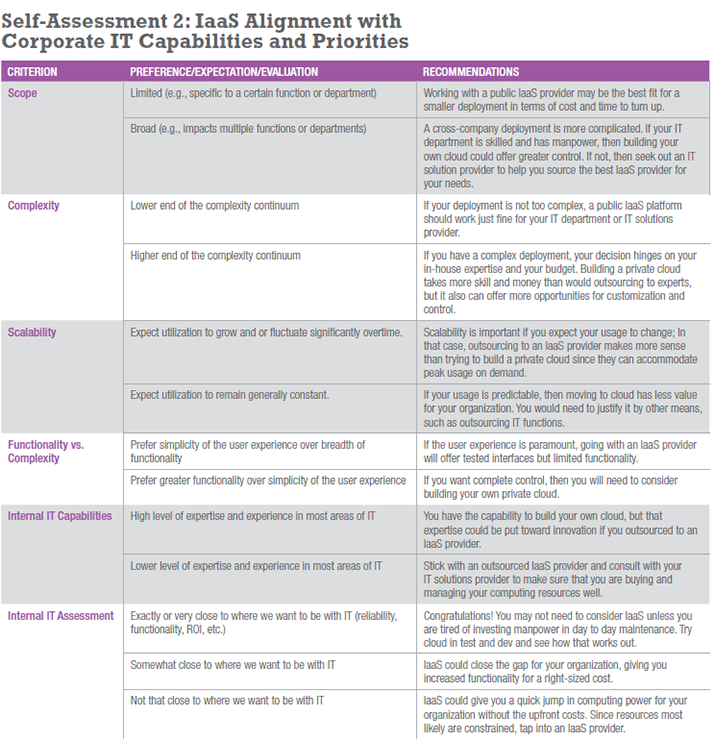 Self-Assessment 2: IaaS Alignment with
Corporate IT Capabilities and Priorities
CRITERION PREFERENCE/EXPECTATION/EVALUATION RECOMMENDATIONS
Scope
Limited (e.g., specific to a certain function or department)
Working with a public IaaS provider may be the best fit for a
smaller deployment in terms of cost and time to turn up.
Broad (e.g., impacts multiple functions or departments)
A cross-company deployment is more complicated. If your IT
department is skilled and has manpower, then building your
own cloud could offer greater control. If not, then seek out an IT
solution provider to help you source the best IaaS provider for
your needs.
Complexity
Lower end of the complexity continuum
If your deployment is not too complex, a public IaaS platform
should work just fine for your IT department or IT solutions
provider.
Higher end of the complexity continuum
If you have a complex deployment, your decision hinges on your
in-house expertise and your budget. Building a private cloud
takes more skill and money than would outsourcing to experts,
but it also can offer more opportunities for customization and
control.
Scalability
Expect utilization to grow and or fluctuate significantly overtime.
Scalability is important if you expect your usage to change; In
that case, outsourcing to an IaaS provider makes more sense
than trying to build a private cloud since they can accommodate
peak usage on demand.
Expect utilization to remain generally constant.
If your usage is predictable, then moving to cloud has less value
for your organization. You would need to justify it by other means,
such as outsourcing IT functions.
Functionality vs.
Complexity
Prefer simplicity of the user experience over breadth of
functionality
If the user experience is paramount, going with an IaaS provider
will offer tested interfaces but limited functionality.
Prefer greater functionality over simplicity of the user experience
If you want complete control, then you will need to consider
building your own private cloud.
Internal IT Capabilities
High level of expertise and experience in most areas of IT
You have the capability to build your own cloud, but that
expertise could be put toward innovation if you outsourced to an
IaaS provider.
Lower level of expertise and experience in most areas of IT
Stick with an outsourced IaaS provider and consult with your
IT solutions provider to make sure that you are buying and
managing your computing resources well.
Internal IT Assessment
Exactly or very close to where we want to be with IT (reliability,
functionality, ROI, etc.)
Congratulations! You may not need to consider IaaS unless you
are tired of investing manpower in day to day maintenance. Try
cloud in test and dev and see how that works out.
Somewhat close to where we want to be with IT
IaaS could close the gap for your organization, giving you
increased functionality for a right-sized cost.
Not that close to where we want to be with IT
IaaS could give you a quick jump in computing power for your
organization without the upfront costs. Since resources most
likely are constrained, tap into an IaaS provider.